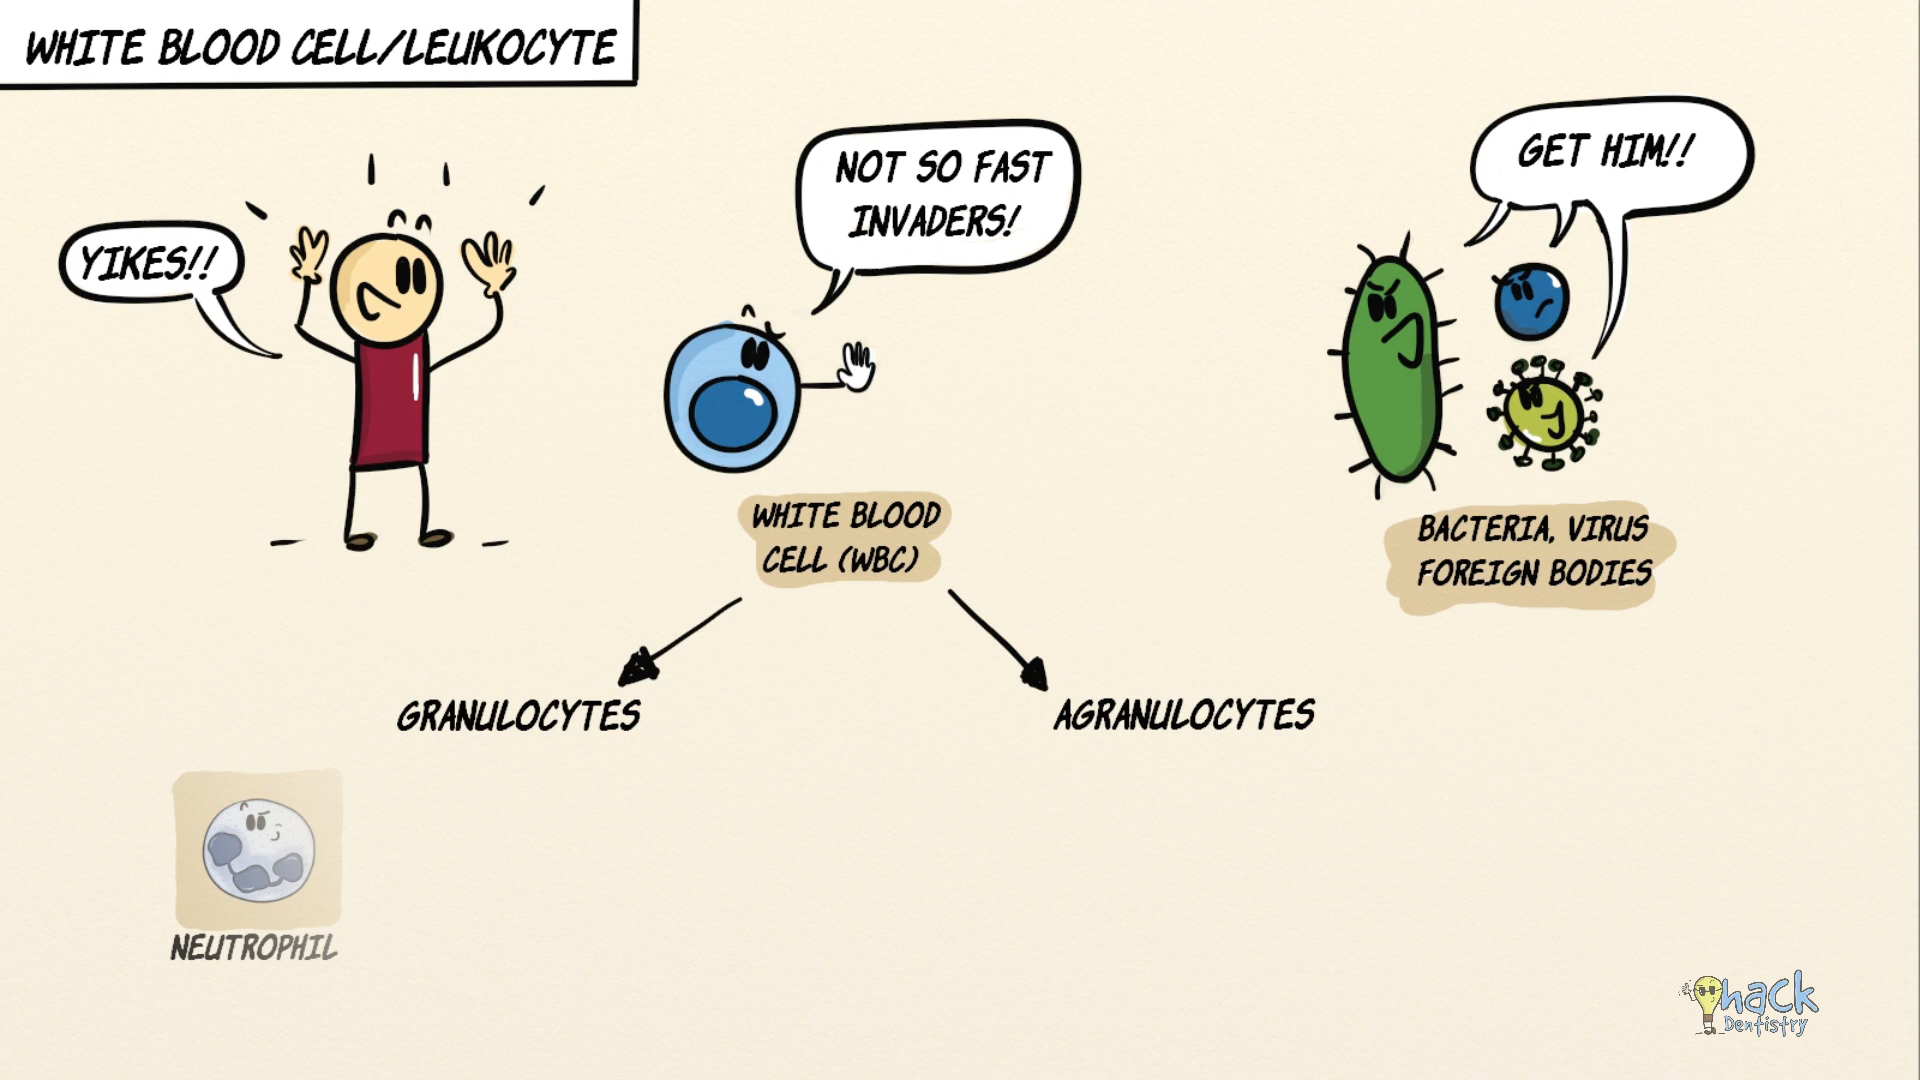 WHITE BLOOD CELL/LEUKOCYTE
YIKES!!
NOT SO FAST
INVADERS!
GET HIM!!
WHITE BLOOD
CELL (WBC)
BACTERIA, VIRUS
FOREIGN BODIES
GRANULOCYTES
AGRANULOCYTES
NEUTROPHIL
hack
Dentistry